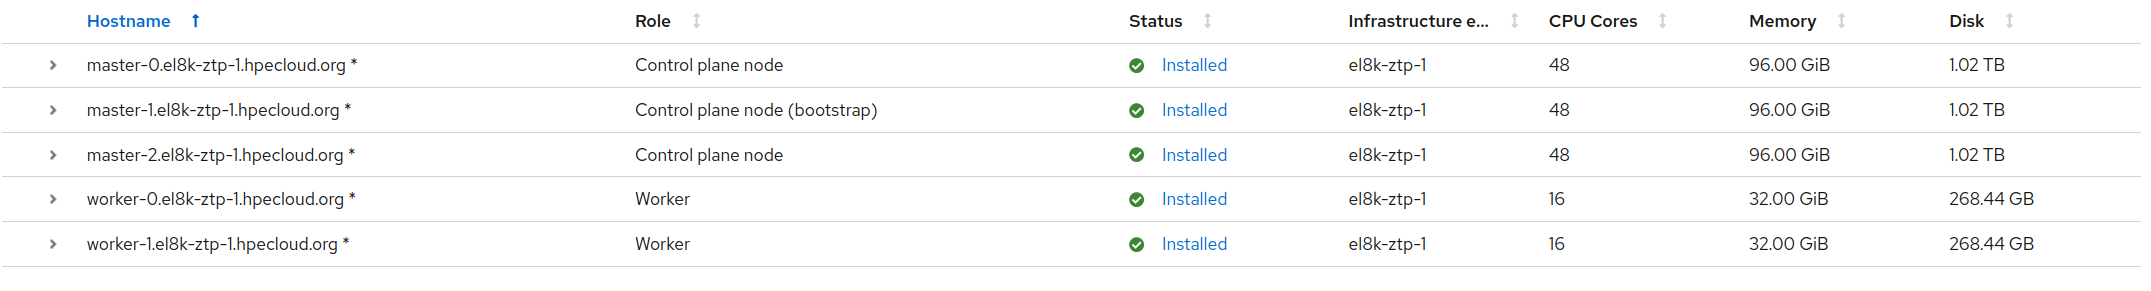 Hostname Role Status Infrastructure e... CPU Cores Memory Disk
master-0.el8k-ztp-1.hpecloud.org * Control plane node Installed el8k-ztp-1 48 96.00 GiB 1.02 TB
master-1.el8k-ztp-1.hpecloud.org * Control plane node (bootstrap) Installed el8k-ztp-1 48 96.00 GiB 1.02 TB
master-2.el8k-ztp-1.hpecloud.org * Control plane node Installed el8k-ztp-1 48 96.00 GiB 1.02 TB
worker-0.el8k-ztp-1.hpecloud.org * Worker Installed el8k-ztp-1 16 32.00 GiB 268.44 GB
worker-1.el8k-ztp-1.hpecloud.org * Worker Installed el8k-ztp-1 16 32.00 GiB 268.44 GB